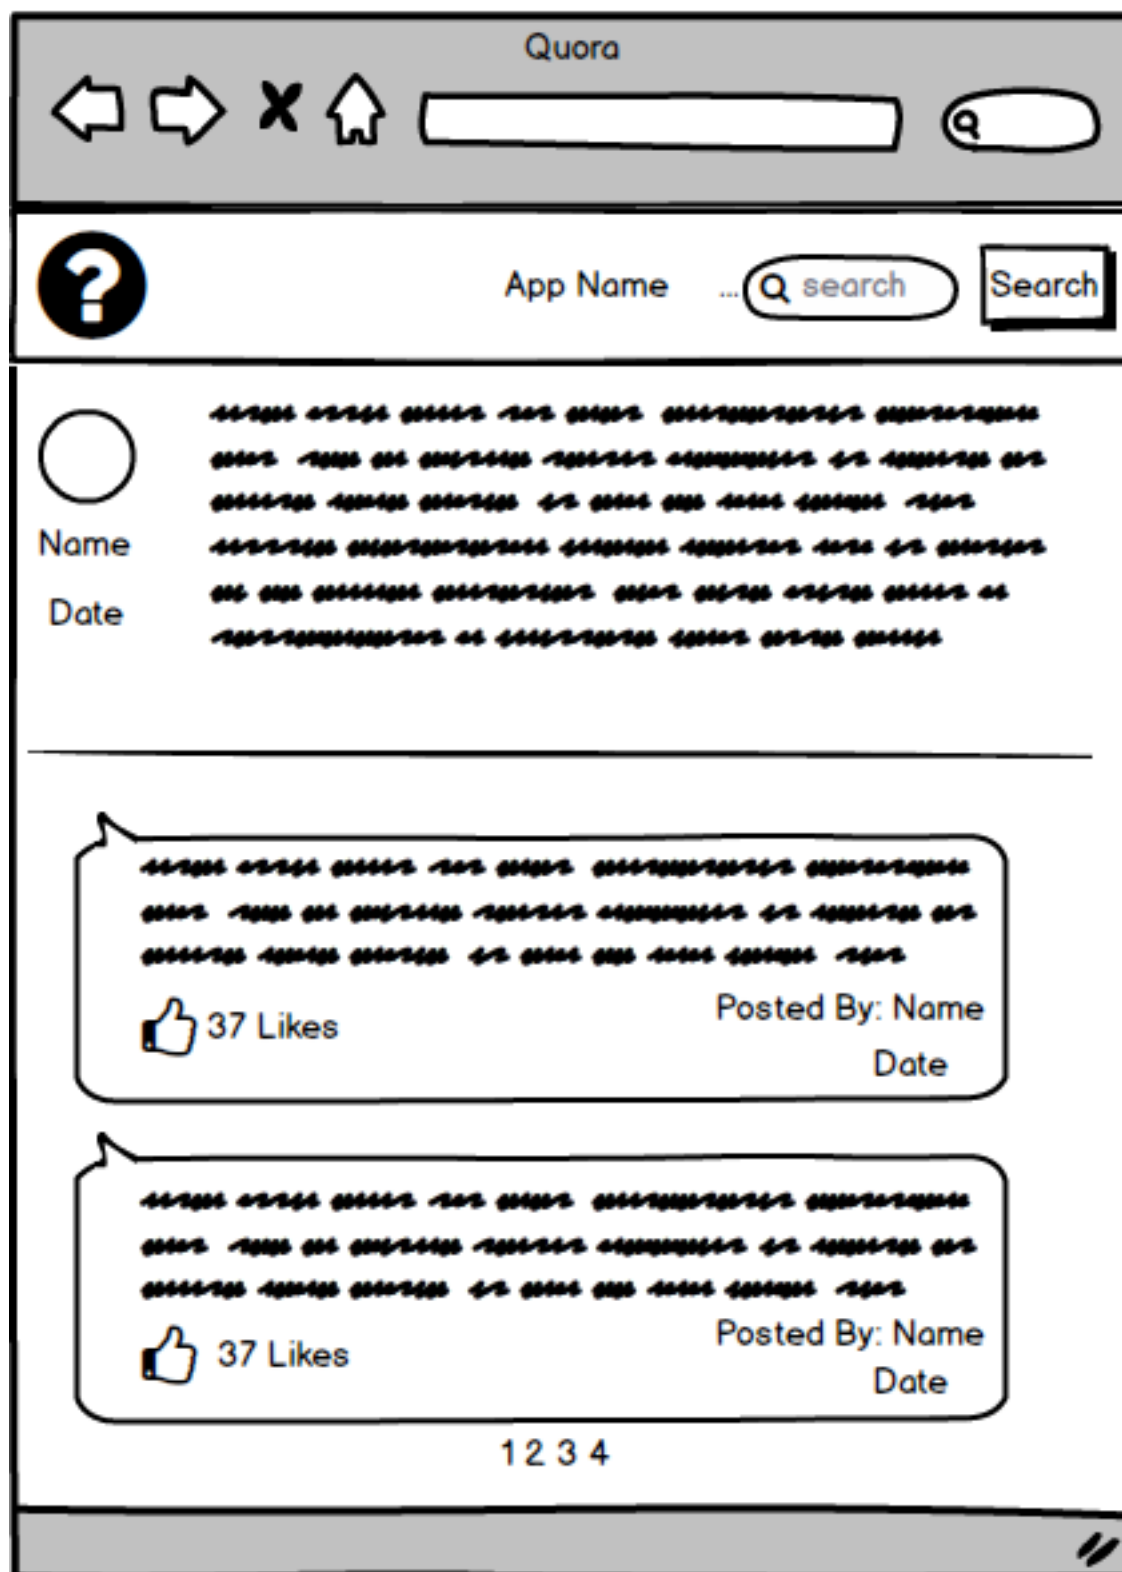 Quora
?
App Name ... search Search
Name
Date
37 Likes
Posted By: Name
Date
37 Likes
Posted By: Name
Date
1 2 3 4